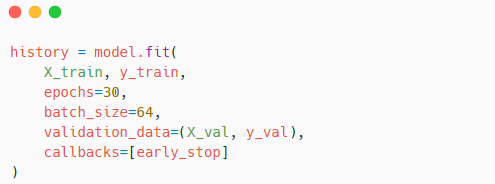 history = model.fit(
    X_train, y_train,
    epochs=30,
    batch_size=64,
    validation_data=(X_val, y_val),
    callbacks=[early_stop]
)